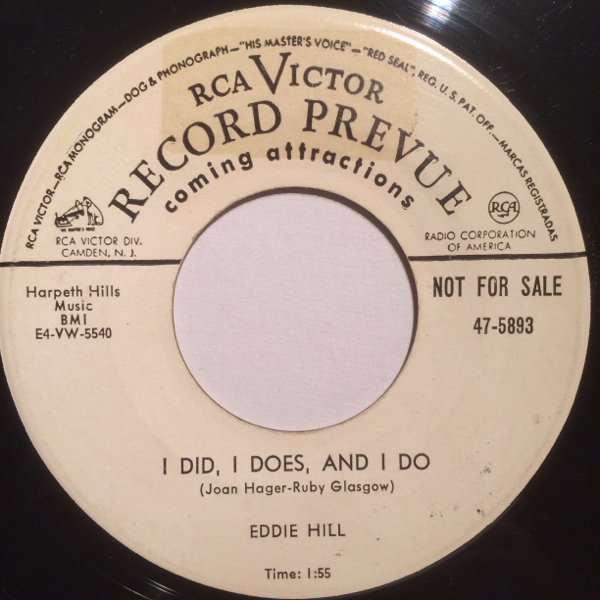 RCA VICTOR—RCA MONOGRAM—DOG & PHONOGRAPH—"HIS MASTER'S VOICE"—"RED SEAL", REG. U. S. PAT. OFF.—MARCAS REGISTRADAS
RCA VICTOR
RECORD PREVUE
coming attractions
RCA
RCA VICTOR DIV.
CAMDEN, N. J.
RADIO CORPORATION
OF AMERICA
Harpeth Hills
Music
BMI
E4-VW-5540
NOT FOR SALE
47-5893
I DID, I DOES, AND I DO
(Joan Hager-Ruby Glasgow)
EDDIE HILL
Time: 1:55